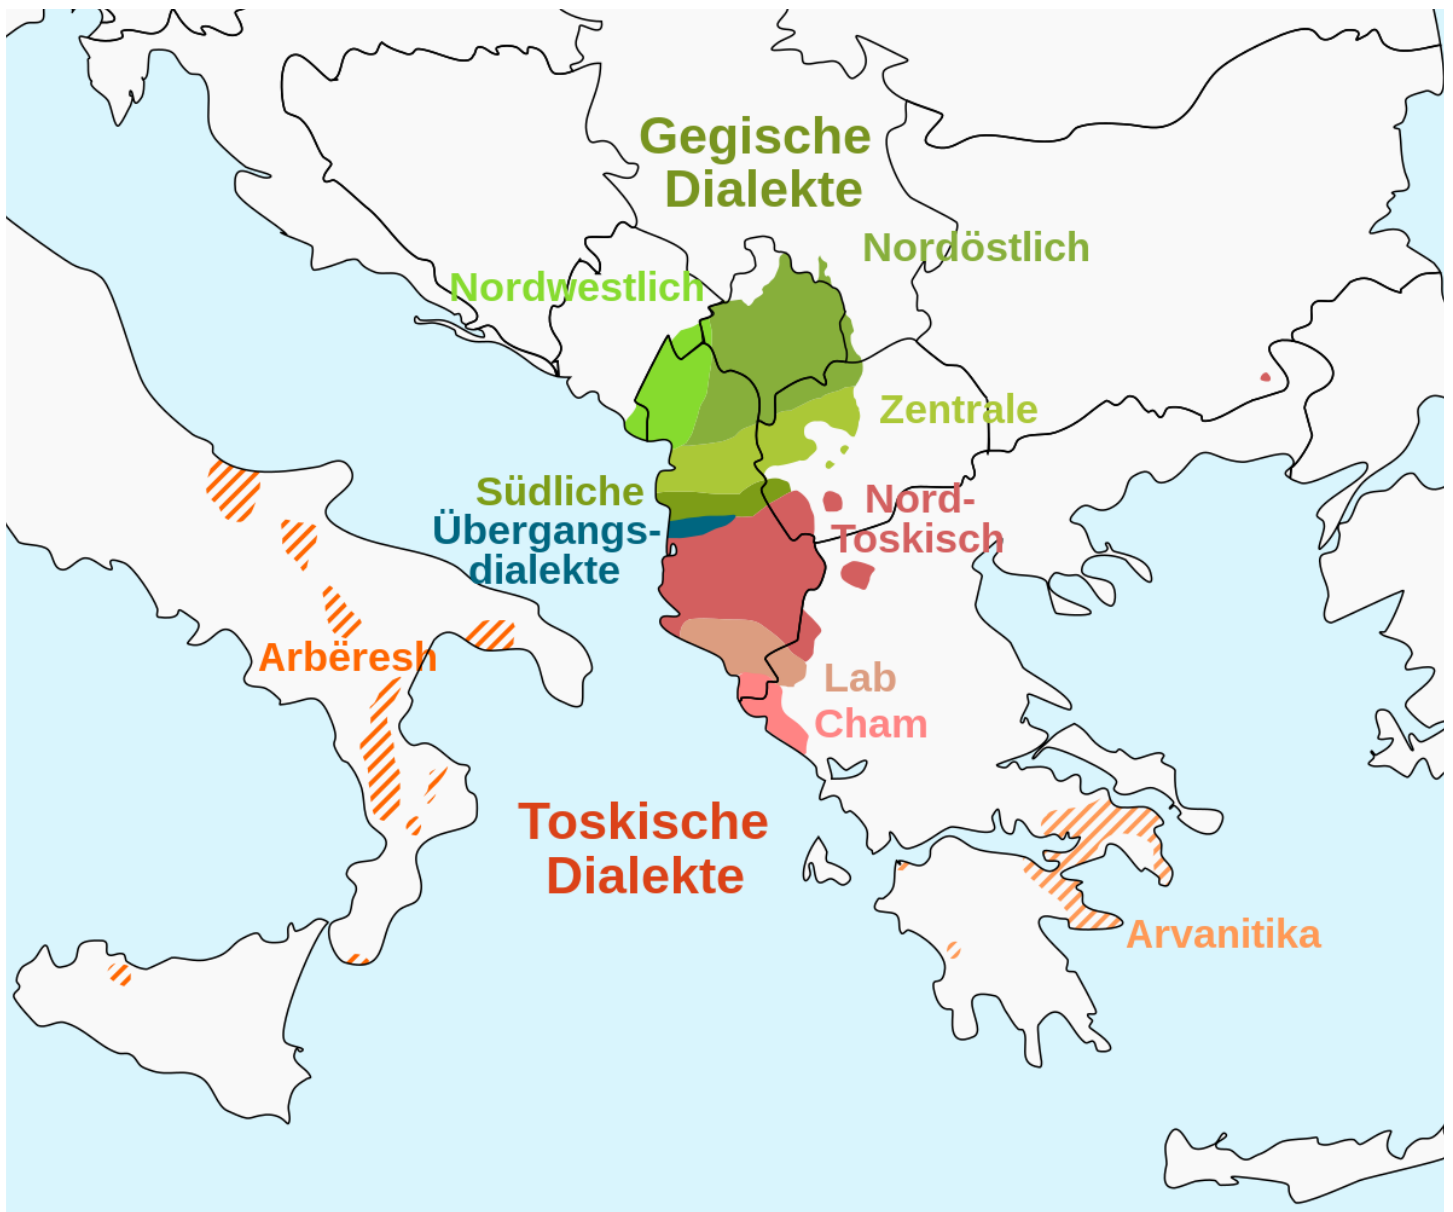 Gegische
Dialekte
Nordöstlich
Nordwestlich
Zentrale
Südliche
Übergangs-
dialekte
Nord-
Toskisch
Arbëresh
Lab
Cham
Toskische
Dialekte
Arvanitika